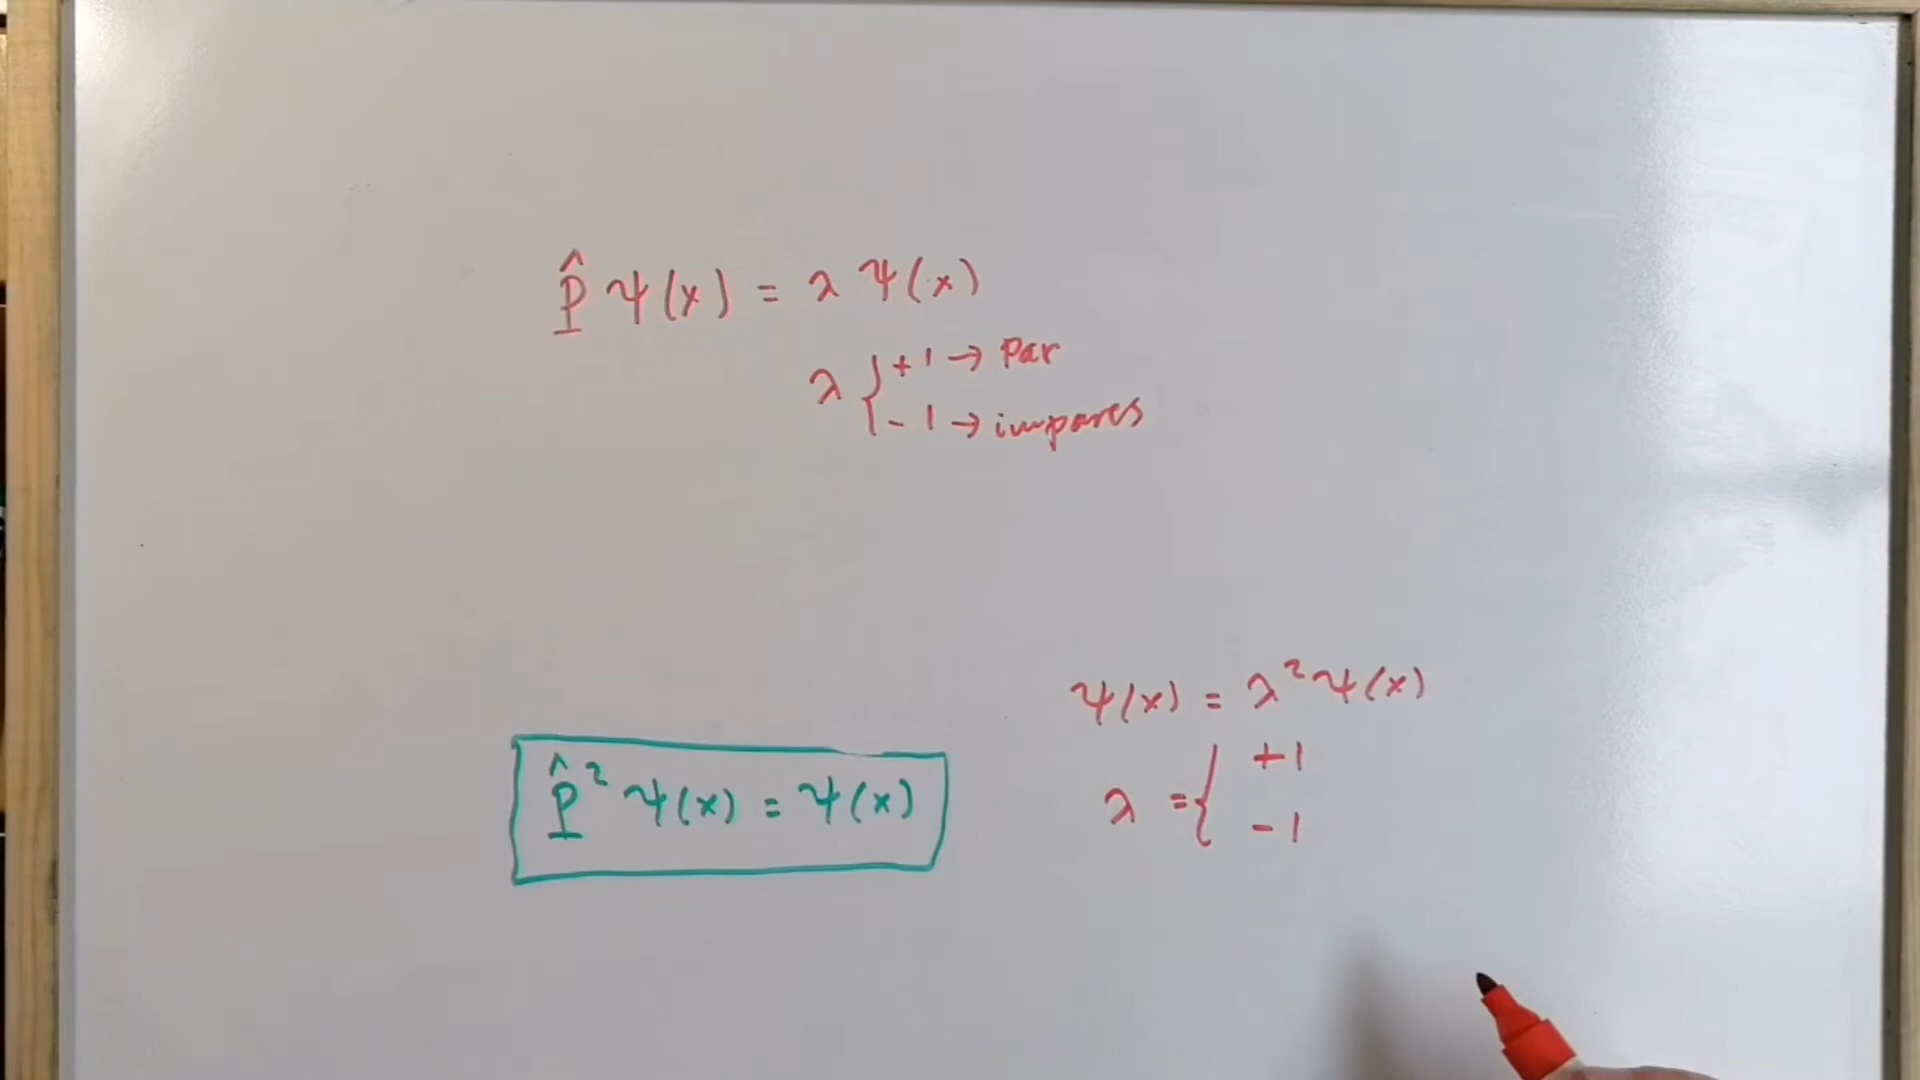 P̂ ψ(x) = λ ψ(x)
λ { +1 → Par
-1 → impares
ψ(x) = λ² ψ(x)
P̂² ψ(x) = ψ(x)
λ = { +1
-1